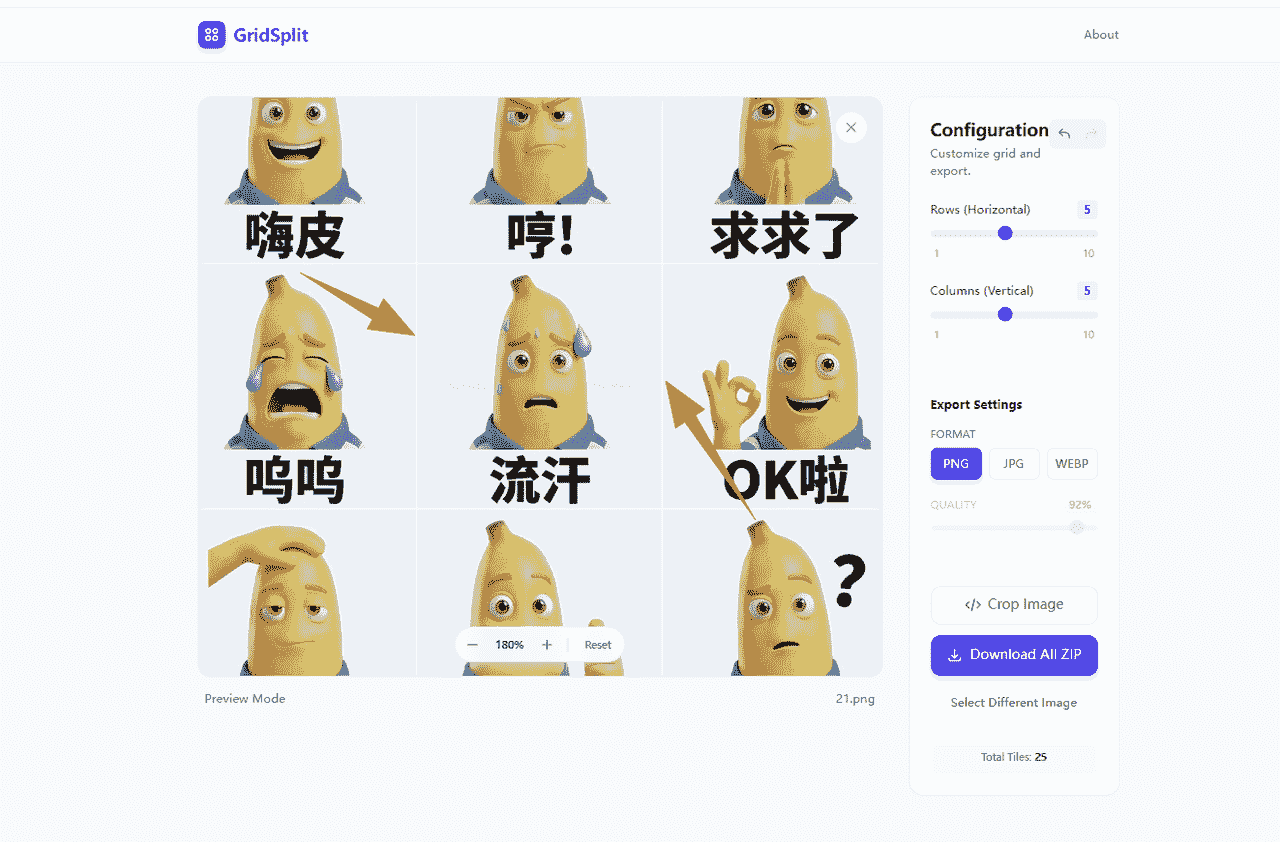 GridSplit
About
嗨皮
哼!
求求了
呜呜
流汗
OK啦
?
180%
Reset
Preview Mode
21.png
Configuration
Customize grid and
export.
Rows (Horizontal)
5
1
10
Columns (Vertical)
5
1
10
Export Settings
FORMAT
PNG
JPG
WEBP
QUALITY
92%
Crop Image
Download All ZIP
Select Different Image
Total Tiles: 25